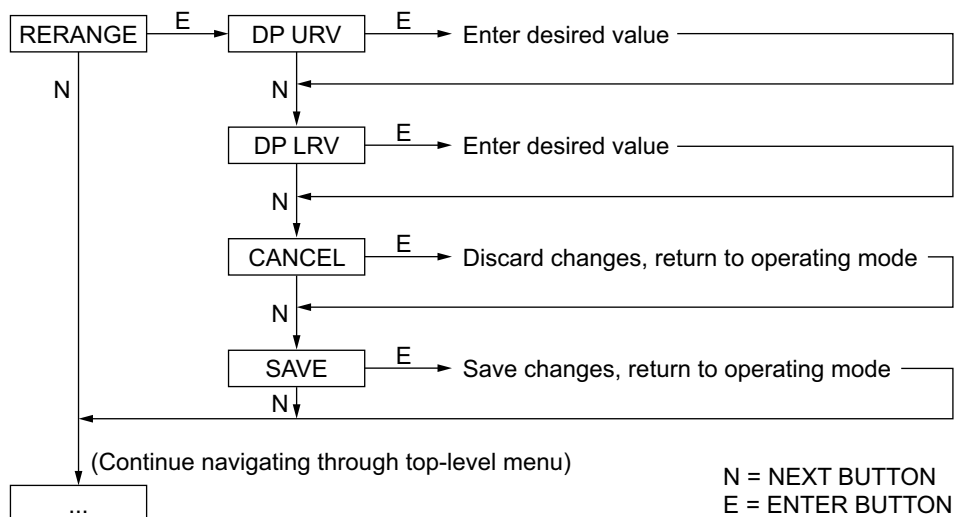 RERANGE E DP URV E Enter desired value
N N
DP LRV E Enter desired value
N
CANCEL E Discard changes, return to operating mode
N
SAVE E Save changes, return to operating mode
N
(Continue navigating through top-level menu)
...
N = NEXT BUTTON
E = ENTER BUTTON